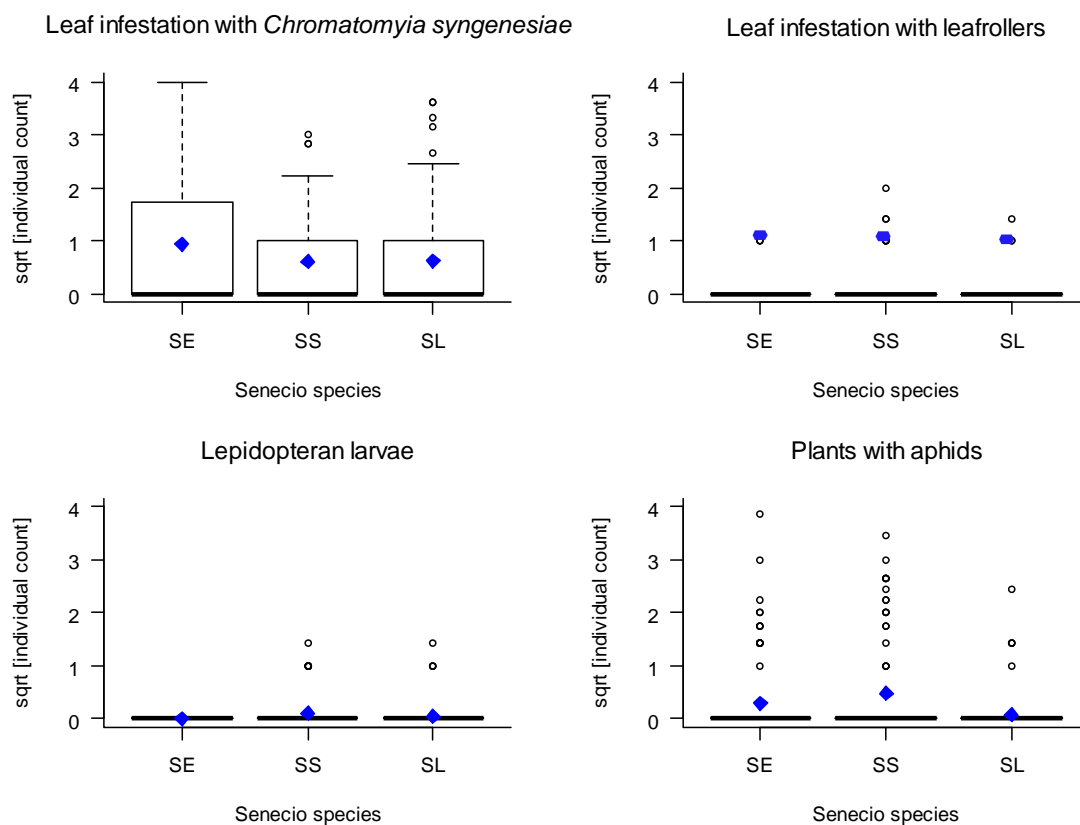 Leaf infestation with Chromatomyia syngenesiae
sqrt [individual count]
4
3
2
1
0
SE SS SL
Senecio species
Leaf infestation with leafrollers
sqrt [individual count]
4
3
2
1
0
SE SS SL
Senecio species
Lepidopteran larvae
sqrt [individual count]
4
3
2
1
0
SE SS SL
Senecio species
Plants with aphids
sqrt [individual count]
4
3
2
1
0
SE SS SL
Senecio species